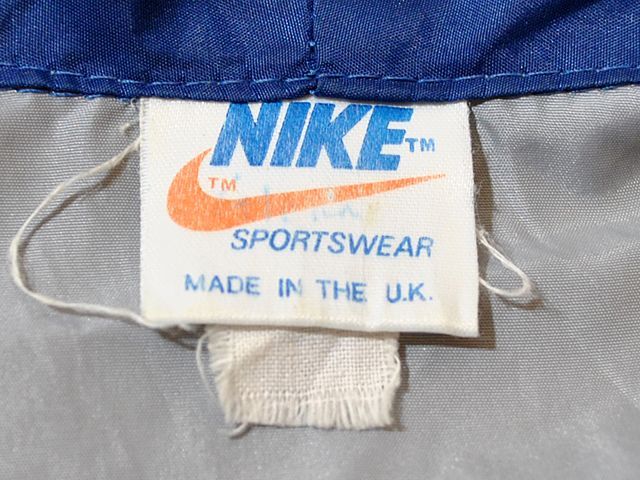 NIKE™
™
SPORTSWEAR
MADE IN THE U.K.